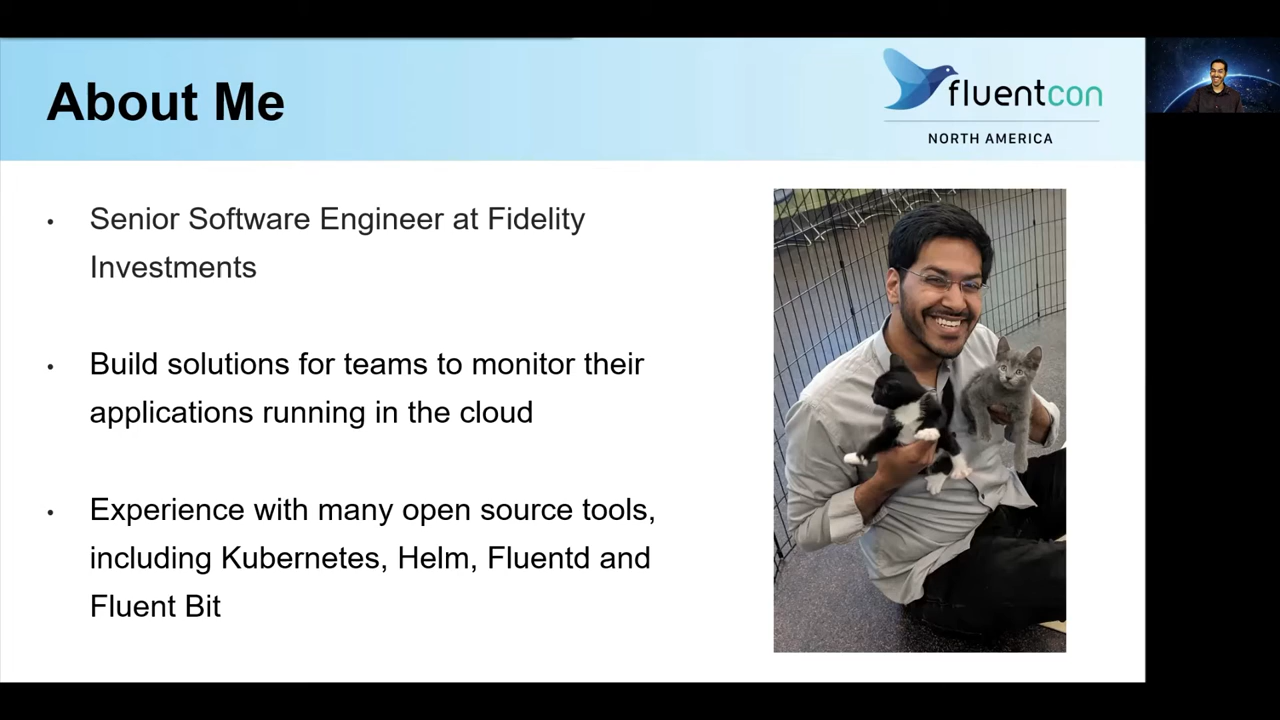 About Me
fluentcon
NORTH AMERICA
• Senior Software Engineer at Fidelity
Investments
• Build solutions for teams to monitor their
applications running in the cloud
• Experience with many open source tools,
including Kubernetes, Helm, Fluentd and
Fluent Bit